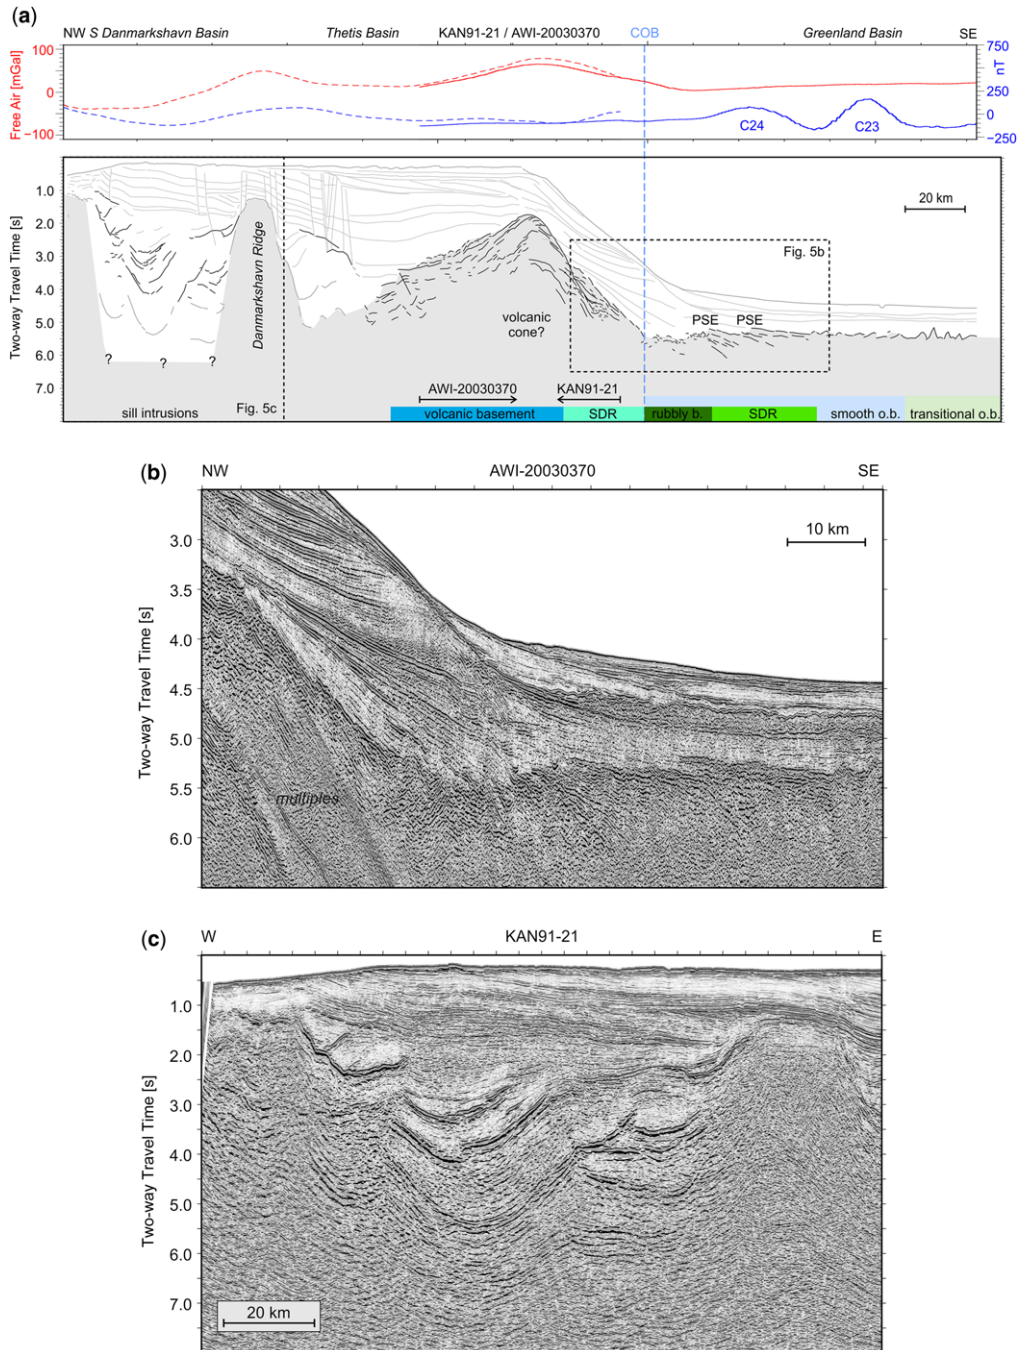 (a)
NW S Danmarkshavn Basin Thetis Basin KAN91-21 / AWI-20030370 COB Greenland Basin SE
100
0
-100
Free Air [mGal]
750
500
250
0
-250
nT
C24 C23
1.0
2.0
3.0
4.0
5.0
6.0
7.0
Two-way Travel Time [s]
20 km
Danmarkshavn Ridge
Fig. 5b
volcanic
cone?
PSE PSE
? ? ?
AWI-20030370 KAN91-21
sill intrusions Fig. 5c volcanic basement SDR rubbly b. SDR smooth o.b. transitional o.b.
(b)
NW AWI-20030370 SE
10 km
3.0
3.5
4.0
4.5
5.0
5.5
6.0
Two-way Travel Time [s]
multiples
(c)
W KAN91-21 E
1.0
2.0
3.0
4.0
5.0
6.0
7.0
Two-way Travel Time [s]
20 km